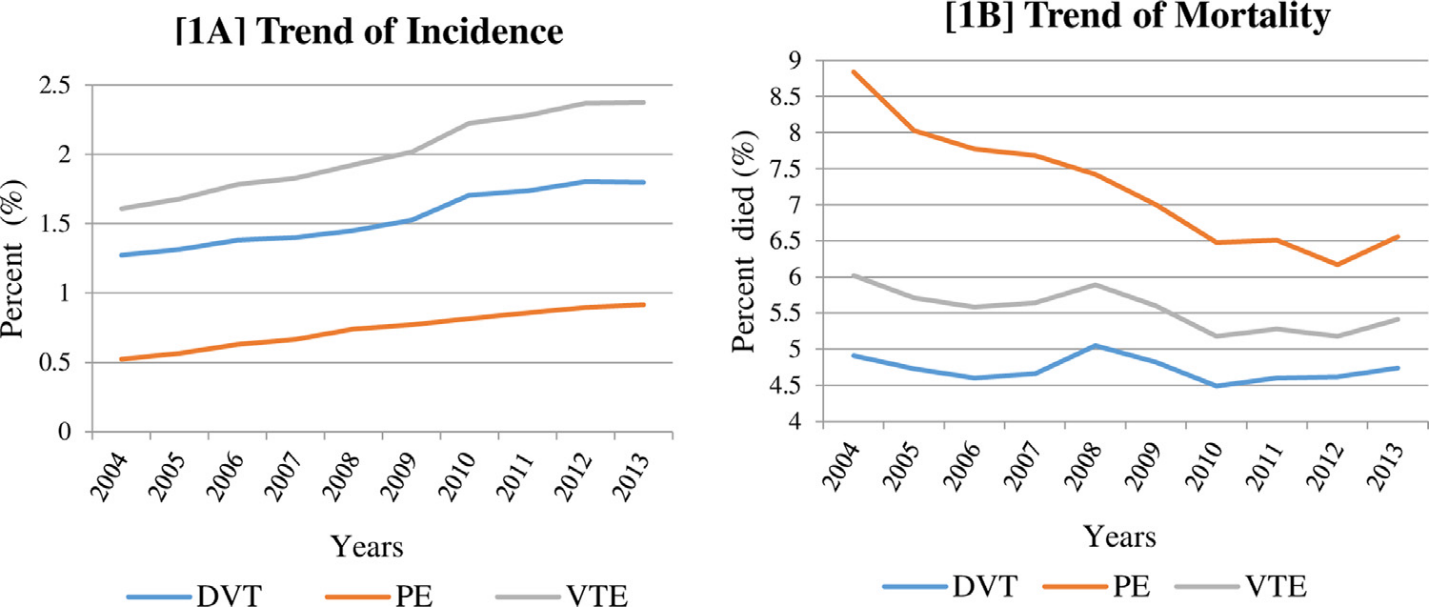 [1A] Trend of Incidence
2.5
2
1.5
1
0.5
0
Percent (%)
2004 2005 2006 2007 2008 2009 2010 2011 2012 2013
Years
DVT PE VTE
[1B] Trend of Mortality
9
8.5
8
7.5
7
6.5
6
5.5
5
4.5
4
Percent died (%)
2004 2005 2006 2007 2008 2009 2010 2011 2012 2013
Years
DVT PE VTE